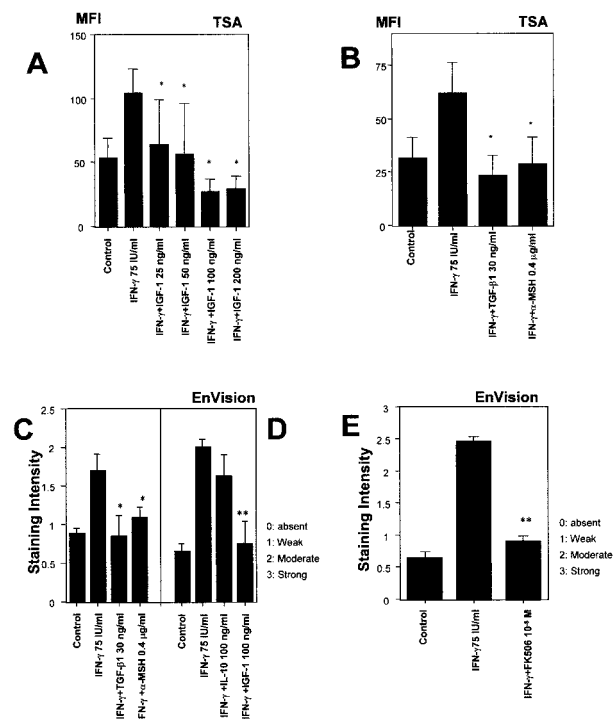 MFI TSA
A
150
100
50
0
* * * *
Control
IFN-γ 75 IU/ml
IFN-γ+IGF-1 25 ng/ml
IFN-γ+IGF-1 50 ng/ml
IFN-γ +IGF-1 100 ng/ml
IFN-γ+IGF-1 200 ng/ml
MFI TSA
B
75
50
25
0
* *
Control
IFN-γ 75 IU/ml
IFN-γ+TGF-β1 30 ng/ml
IFN-γ+α-MSH 0.4 μg/ml
EnVision
C
Staining Intensity
2.5
2
1.5
1
0.5
0
* *
Control
IFN-γ 75 IU/ml
IFN-γ+TGF-β1 30 ng/ml
FN-γ +α-MSH 0.4 μg/ml
D
**
Control
IFN-γ 75 IU/ml
IFN-γ +IL-10 100 ng/ml
IFN-γ +IGF-1 100 ng/ml
0: absent
1: Weak
2: Moderate
3: Strong
EnVision
E
Staining Intensity
3
2.5
2
1.5
1
0.5
0
**
Control
IFN-γ75 IU/ml
IFN-γ+FK506 10⁻⁸ M
0: absent
1: Weak
2: Moderate
3: Strong